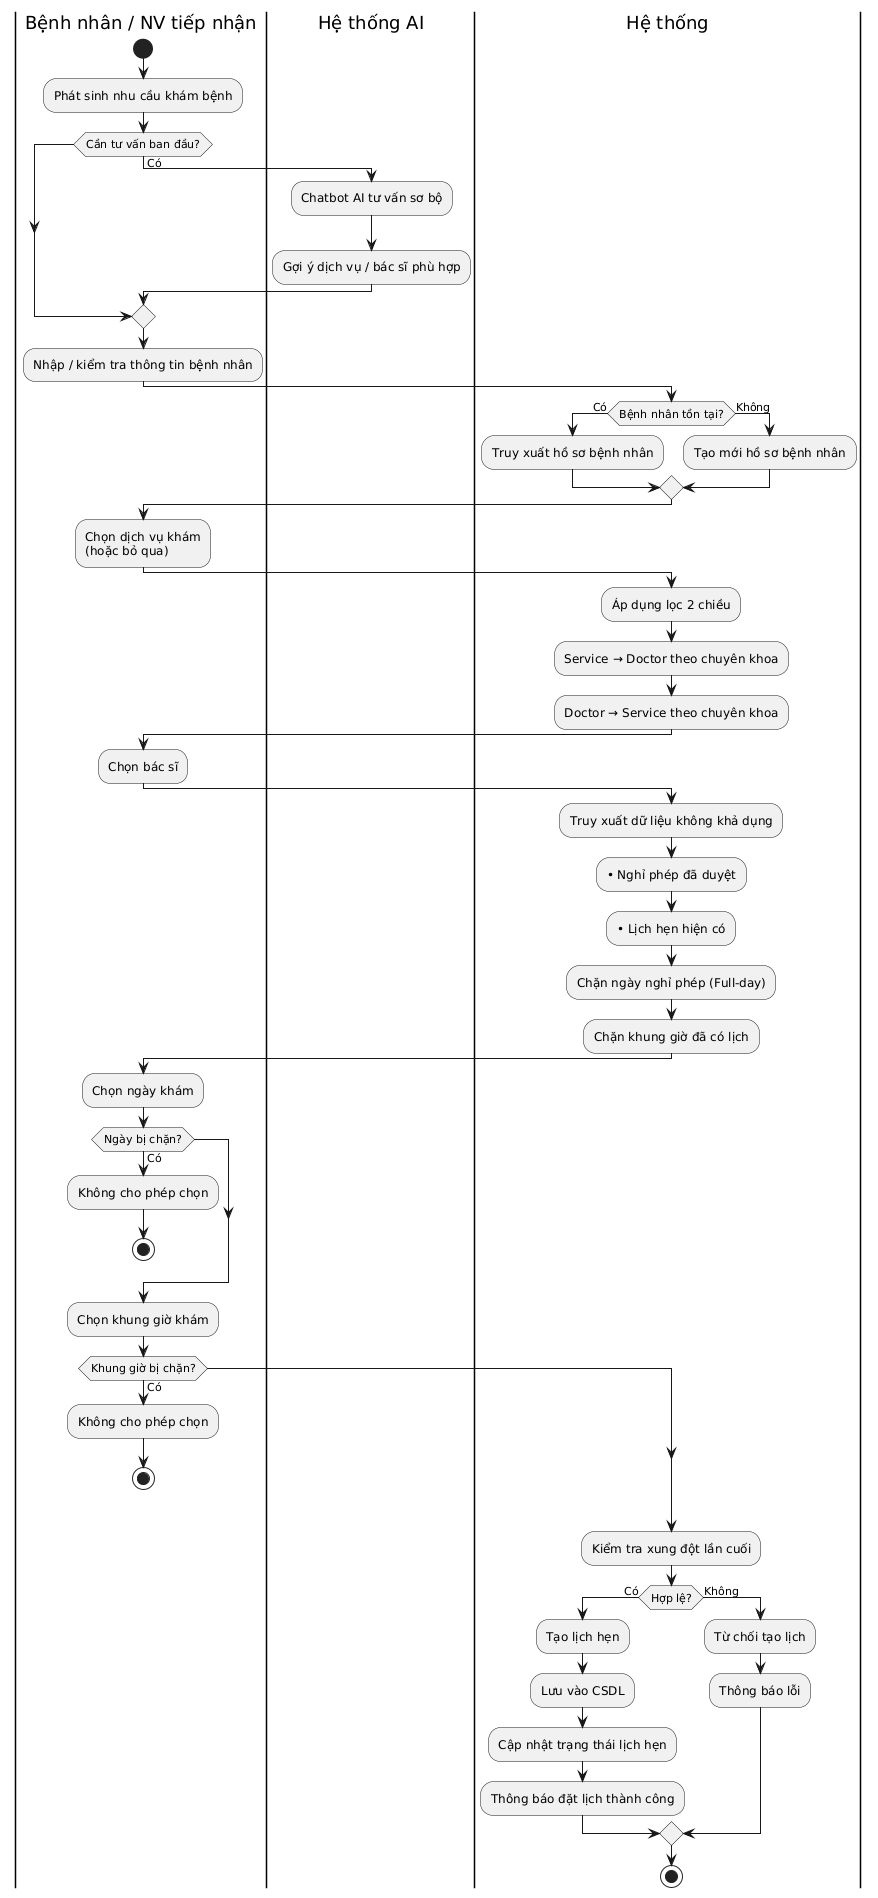 Bệnh nhân / NV tiếp nhận
Hệ thống AI
Hệ thống
Phát sinh nhu cầu khám bệnh
Cần tư vấn ban đầu?
Có
Chatbot AI tư vấn sơ bộ
Gợi ý dịch vụ / bác sĩ phù hợp
Nhập / kiểm tra thông tin bệnh nhân
Bệnh nhân tồn tại?
Có
Không
Truy xuất hồ sơ bệnh nhân
Tạo mới hồ sơ bệnh nhân
Chọn dịch vụ khám
(hoặc bỏ qua)
Áp dụng lọc 2 chiều
Service → Doctor theo chuyên khoa
Doctor → Service theo chuyên khoa
Chọn bác sĩ
Truy xuất dữ liệu không khả dụng
• Nghỉ phép đã duyệt
• Lịch hẹn hiện có
Chặn ngày nghỉ phép (Full-day)
Chặn khung giờ đã có lịch
Chọn ngày khám
Ngày bị chặn?
Có
Không cho phép chọn
Chọn khung giờ khám
Khung giờ bị chặn?
Có
Không cho phép chọn
Kiểm tra xung đột lần cuối
Có
Hợp lệ?
Không
Tạo lịch hẹn
Từ chối tạo lịch
Lưu vào CSDL
Thông báo lỗi
Cập nhật trạng thái lịch hẹn
Thông báo đặt lịch thành công